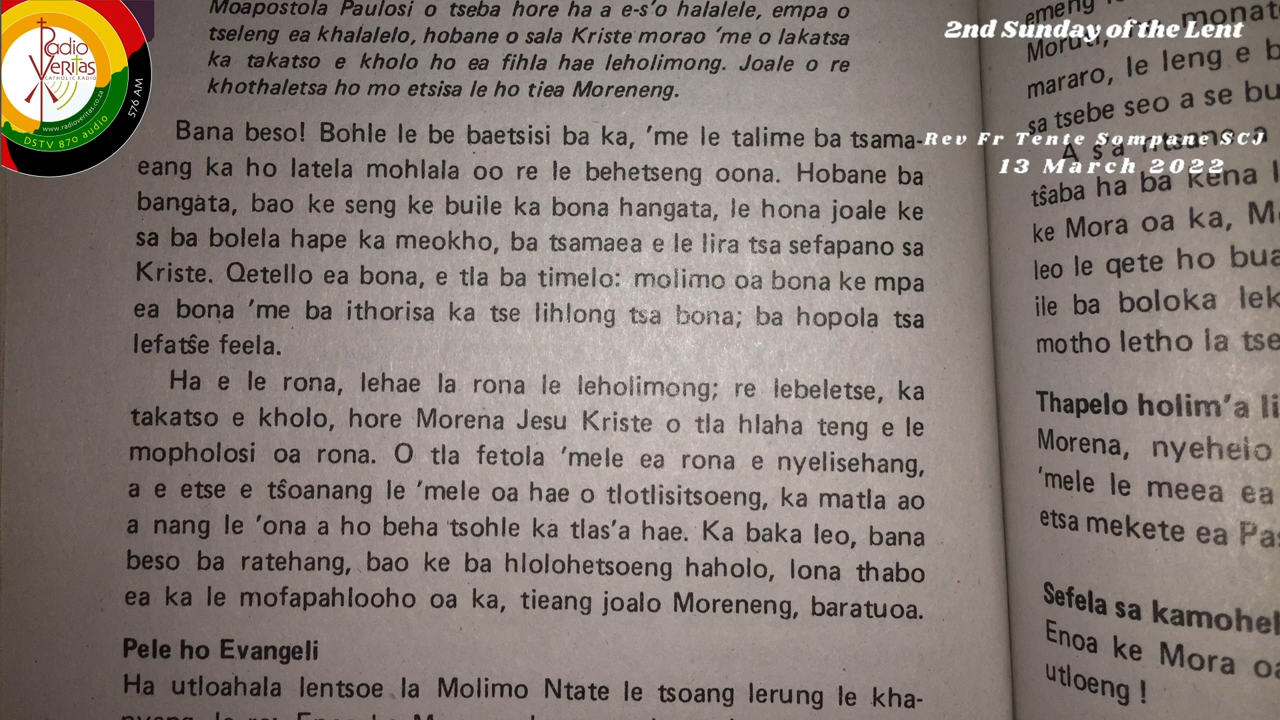 Radio
Veritas
CATHOLIC RADIO
www.radioveritas.co.za
DSTV 870 audio
576 AM
2nd Sunday of the Lent
Rev Fr Tente Sompane SCJ
13 March 2022
Moapostola Paulosi o tseba hore ha a e-s'o halalele, empa o
tseleng ea khalalelo, hobane o sala Kriste morao 'me o lakatsa
ka takatso e kholo ho ea fihla hae leholimong. Joale o re
khothaletsa ho mo etsisa le ho tiea Moreneng.
Bana beso! Bohle le be baetsisi ba ka, 'me le talime ba tsama-
eang ka ho latela mohlala oo re le behetseng oona. Hobane ba
bangata, bao ke seng ke buile ka bona hangata, le hona joale ke
sa ba bolela hape ka meokho, ba tsamaea e le lira tsa sefapano sa
Kriste. Qetello ea bona, e tla ba timelo: molimo oa bona ke mpa
ea bona 'me ba ithorisa ka tse lihlong tsa bona; ba hopola tsa
lefatŝe feela.
Ha e le rona, lehae la rona le leholimong; re lebeletse, ka
takatso e kholo, hore Morena Jesu Kriste o tla hlaha teng e le
mopholosi oa rona. O tla fetola 'mele ea rona e nyelisehang,
a e etse e tŝoanang le 'mele oa hae o tlotlisitsoeng, ka matla ao
a nang le 'ona a ho beha tsohle ka tlas'a hae. Ka baka leo, bana
beso ba ratehang, bao ke ba hlolohetsoeng haholo, lona thabo
ea ka le mofapahlooho oa ka, tieang joalo Moreneng, baratuoa.
Pele ho Evangeli
Ha utloahala lentsoe la Molimo Ntate le tsoang lerung le kha-
emeng monat
Moruti,
mararo, le leng e b
sa tsebe seo a se bu
tŝaba ha ba kena l
ke Mora oa ka, M
leo le qete ho bua
ile ba boloka lek
motho letho la tse
Thapelo holim'a li
Morena, nyehelo
'mele le meea ea
etsa mekete ea Pas
Sefela sa kamohel
Enoa ke Mora oa
utloeng!